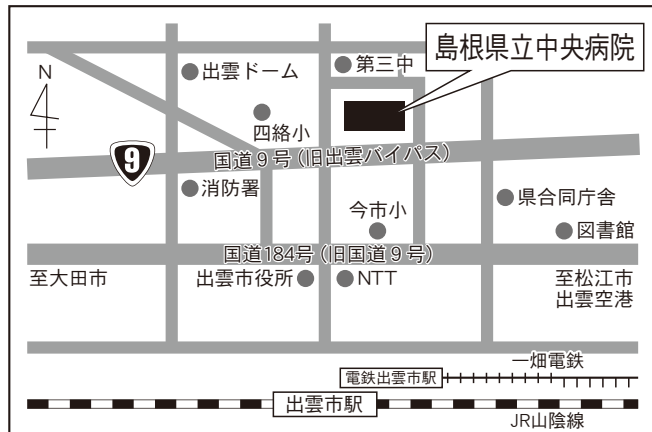 島根県立中央病院
N
出雲ドーム
第三中
四絡小
9
国道9号(旧出雲バイパス)
消防署
今市小
県合同庁舎
図書館
国道184号(旧国道9号)
至大田市
出雲市役所
NTT
至松江市
出雲空港
一畑電鉄
電鉄出雲市駅
出雲市駅
JR山陰線